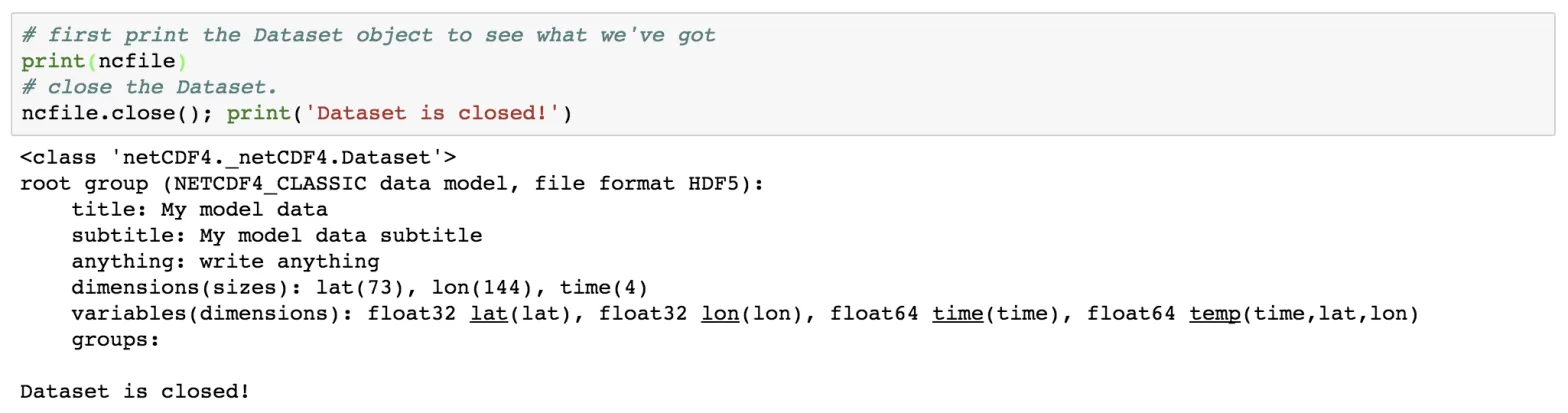 # first print the Dataset object to see what we've got
print(ncfile)
# close the Dataset.
ncfile.close(); print('Dataset is closed!')
<class 'netCDF4._netCDF4.Dataset'>
root group (NETCDF4_CLASSIC data model, file format HDF5):
    title: My model data
    subtitle: My model data subtitle
    anything: write anything
    dimensions(sizes): lat(73), lon(144), time(4)
    variables(dimensions): float32 lat(lat), float32 lon(lon), float64 time(time), float64 temp(time,lat,lon)
    groups:
Dataset is closed!